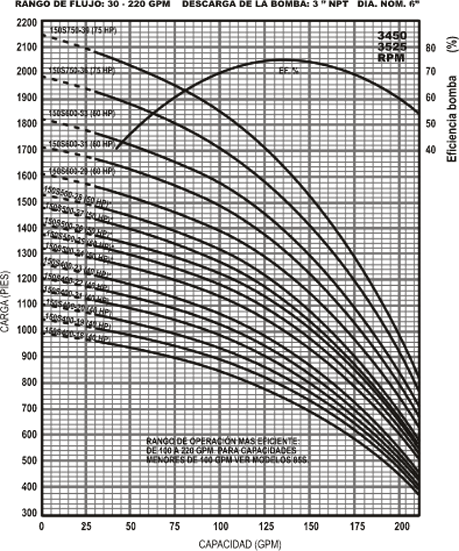 RANGO DE FLUJO: 30 - 220 GPM DESCARGA DE LA BOMBA: 3 " NPT DIA. NOM. 6"
2200
2100
2000
1900
1800
1700
1600
1500
1400
1300
1200
1100
1000
900
800
700
600
500
400
300
CARGA (PIES)
150S750-39 (75 HP)
150S750-36 (75 HP)
150S600-33 (60 HP)
150S600-31 (60 HP)
150S600-29 (60 HP)
3450
3525
RPM
EF. %
80
70
60
50
40
Eficiencia bomba (%)
RANGO DE OPERACIÓN MAS EFICIENTE
DE 100 A 220 GPM. PARA CAPACIDADES
MENORES DE 100 GPM VER MODELOS 85S
0 25 50 75 100 125 150 175 200
CAPACIDAD (GPM)